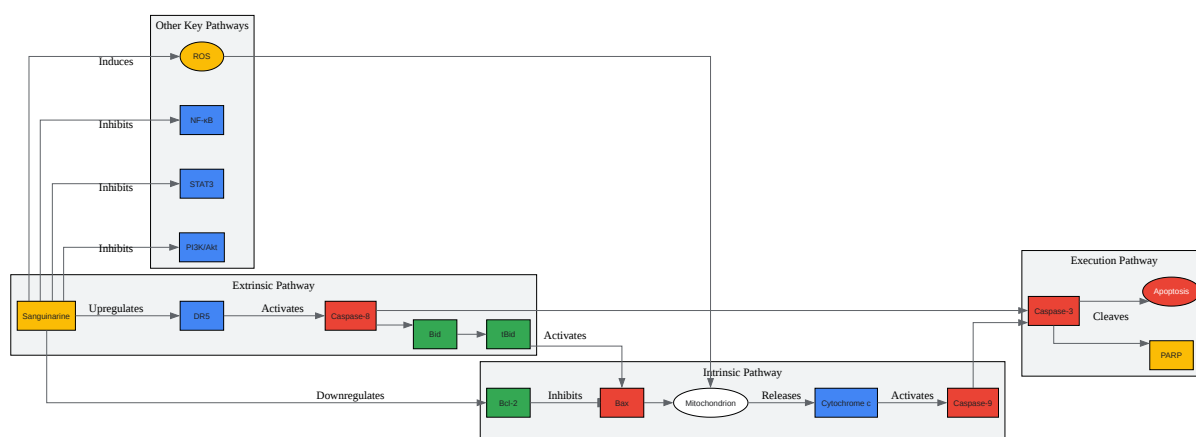 Other Key Pathways
ROS
Induces
NF-κB
Inhibits
STAT3
Inhibits
PI3K/Akt
Inhibits
Extrinsic Pathway
Sanguinarine
Upregulates
DR5
Activates
Caspase-8
Bid
tBid
Activates
Execution Pathway
Apoptosis
Caspase-3
Cleaves
PARP
Intrinsic Pathway
Downregulates
Bcl-2
Inhibits
Bax
Mitochondrion
Releases
Cytochrome c
Activates
Caspase-9